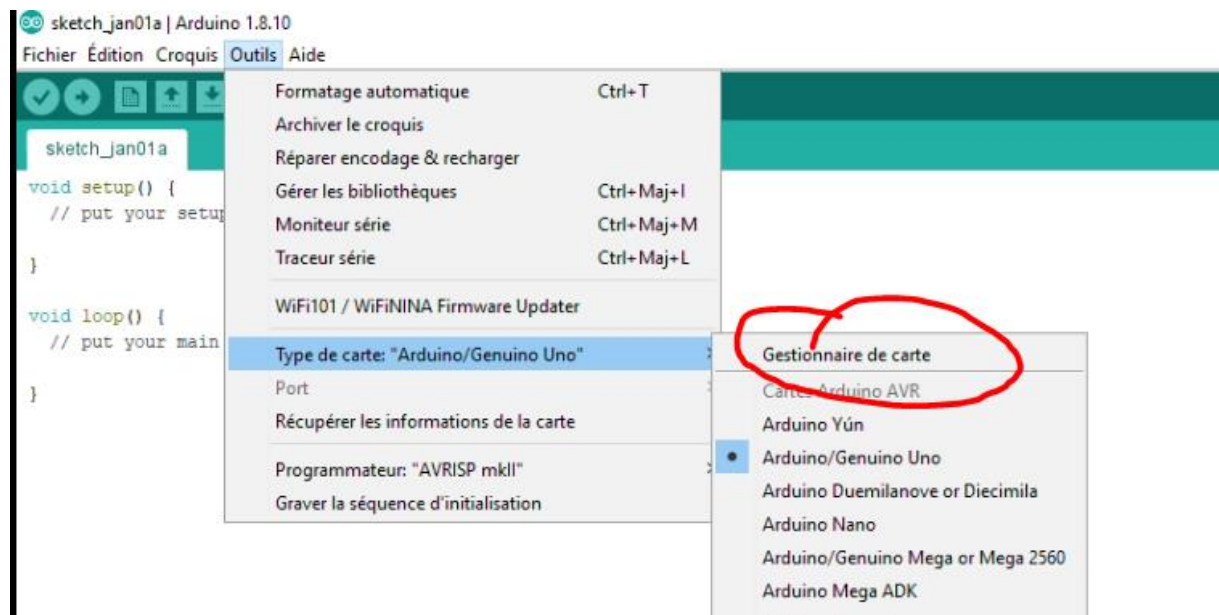 sketch_jan01a | Arduino 1.8.10
Fichier Édition Croquis Outils Aide
sketch_jan01a
void setup() {
// put your setup
}
void loop() {
// put your main
}
Formatage automatique Ctrl+T
Archiver le croquis
Réparer encodage & recharger
Gérer les bibliothèques Ctrl+Maj+I
Moniteur série Ctrl+Maj+M
Traceur série Ctrl+Maj+L
WiFi101 / WiFiNINA Firmware Updater
Type de carte: "Arduino/Genuino Uno"
Port
Récupérer les informations de la carte
Programmateur: "AVRISP mkII"
Graver la séquence d'initialisation
Gestionnaire de carte
Cartes Arduino AVR
Arduino Yún
Arduino/Genuino Uno
Arduino Duemilanove or Diecimila
Arduino Nano
Arduino/Genuino Mega or Mega 2560
Arduino Mega ADK